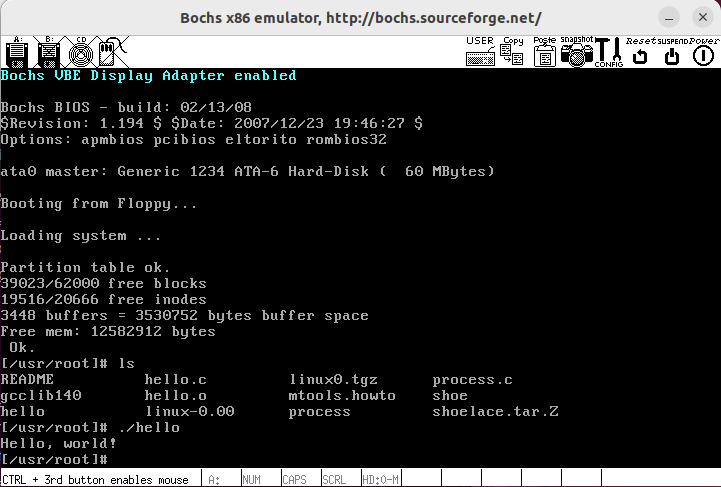 Bochs x86 emulator, http://bochs.sourceforge.net/
A: B: CD USER Copy Paste snapshot CONFIG Reset SUSPEND Power
Bochs VBE Display Adapter enabled
Bochs BIOS - build: 02/13/08
$Revision: 1.194 $ $Date: 2007/12/23 19:46:27 $
Options: apmbios pcibios eltorito rombios32
ata0 master: Generic 1234 ATA-6 Hard-Disk (  60 MBytes)
Booting from Floppy...
Loading system ...
Partition table ok.
39023/62000 free blocks
19516/20666 free inodes
3448 buffers = 3530752 bytes buffer space
Free mem: 12582912 bytes
 Ok.
[/usr/root]# ls
README          hello.c         linux0.tgz      process.c
gcclib140       hello.o         mtools.howto    shoe
hello           linux-0.00      process         shoelace.tar.Z
[/usr/root]# ./hello
Hello, world!
[/usr/root]#
CTRL + 3rd button enables mouse A: NUM CAPS SCRL HD:0-M